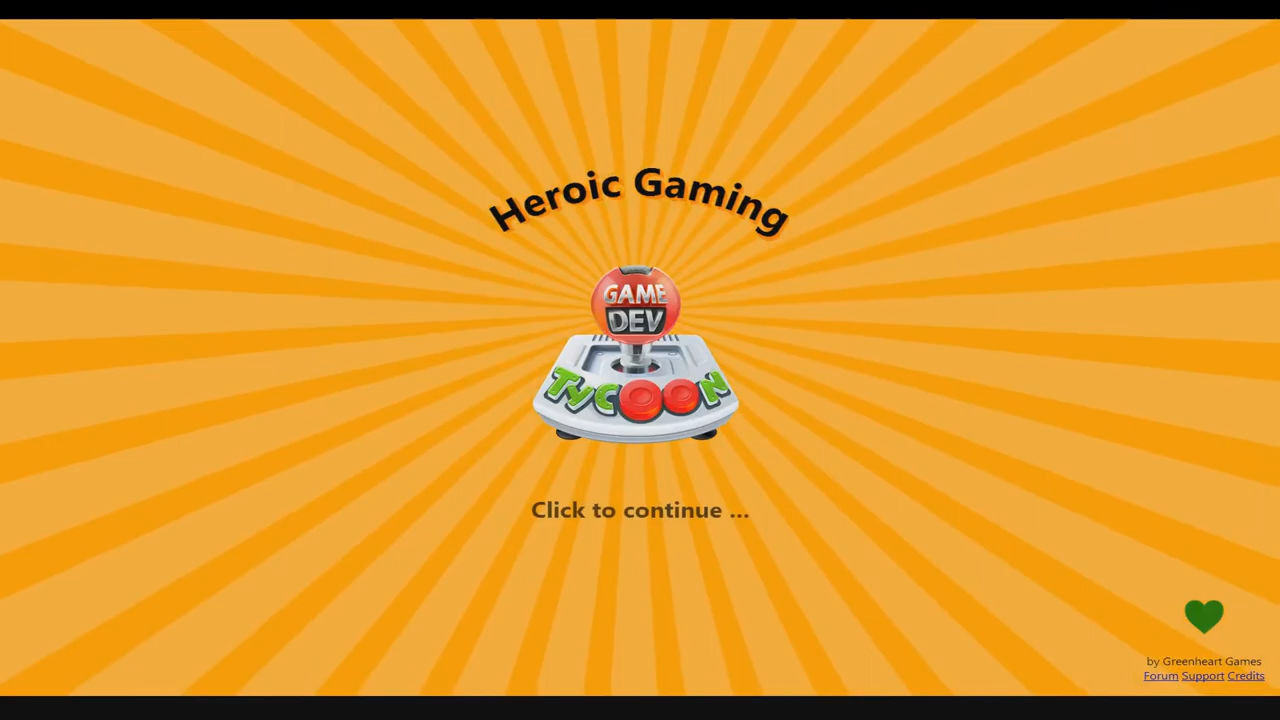 Heroic Gaming
GAME
DEV
TYCOON
Click to continue ...
by Greenheart Games
Forum Support Credits